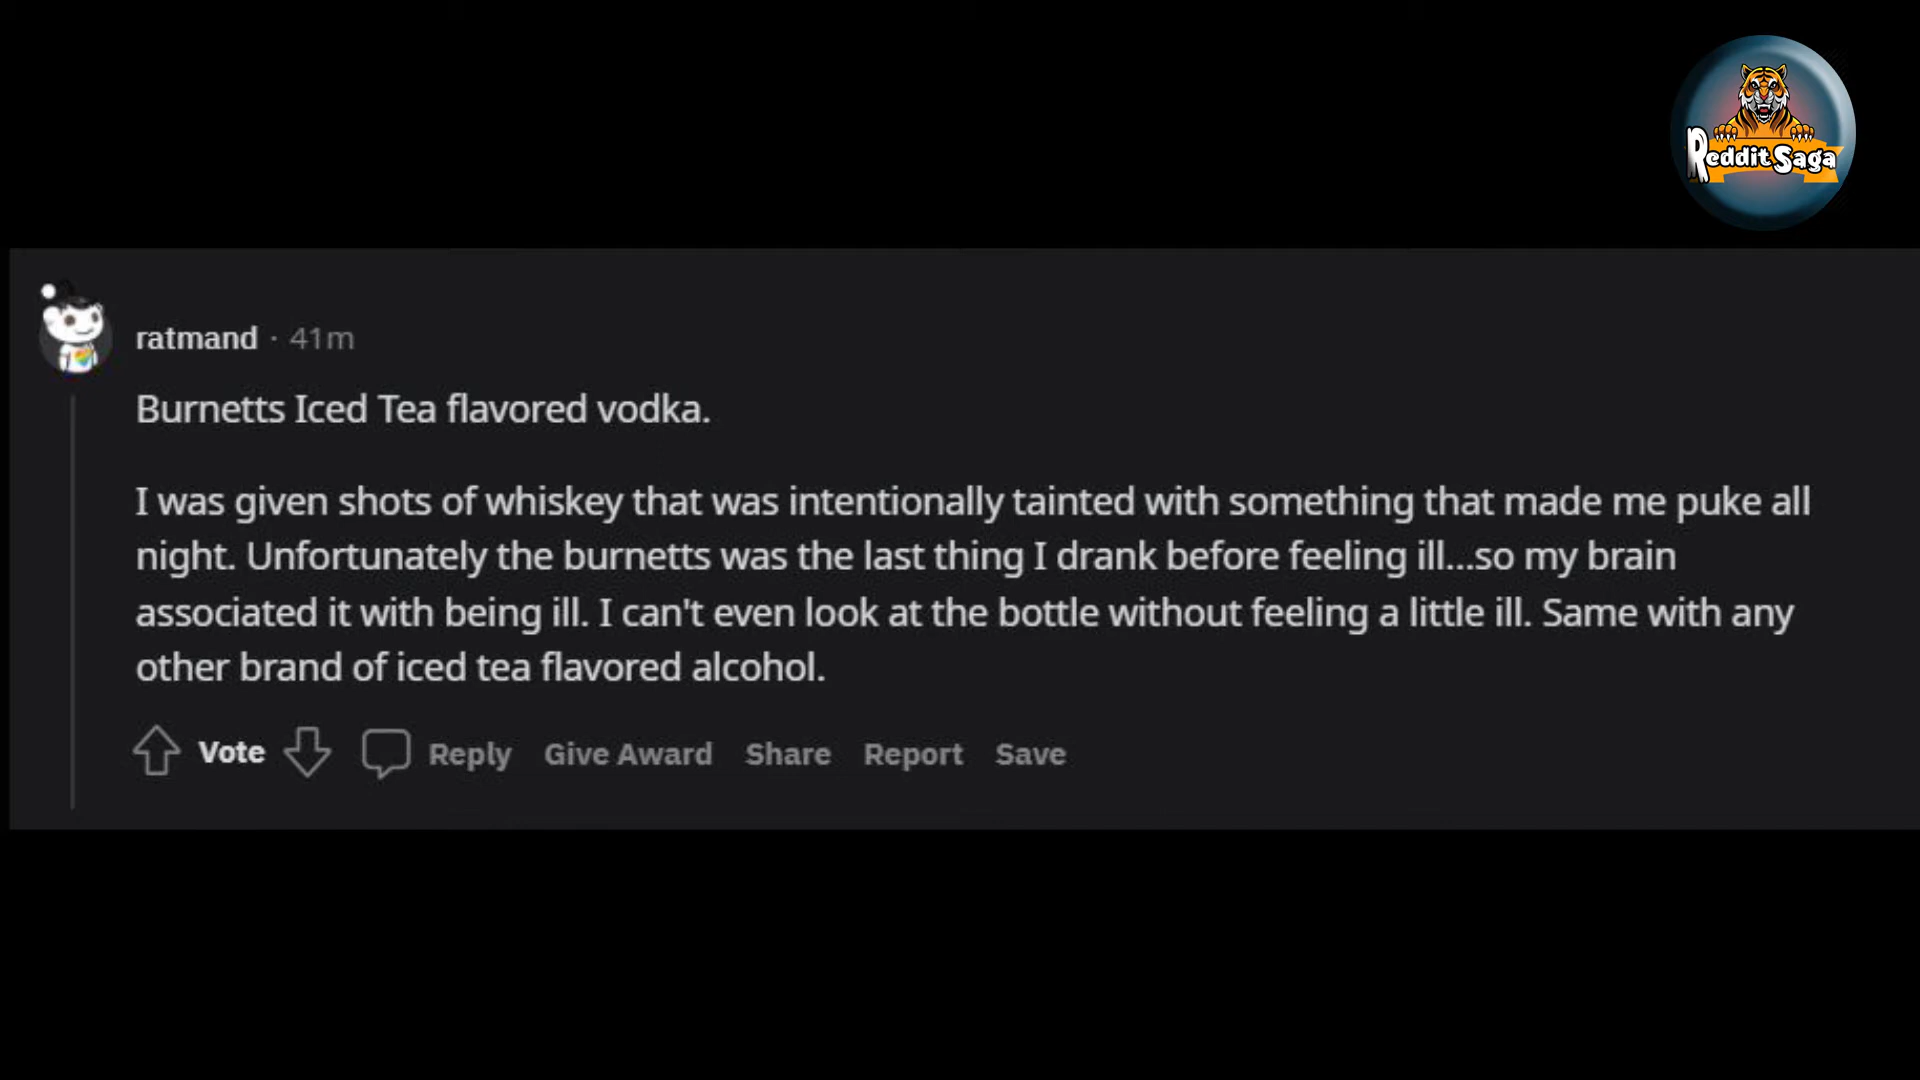 Reddit Saga
ratmand · 41m
Burnetts Iced Tea flavored vodka.
I was given shots of whiskey that was intentionally tainted with something that made me puke all
night. Unfortunately the burnetts was the last thing I drank before feeling ill...so my brain
associated it with being ill. I can't even look at the bottle without feeling a little ill. Same with any
other brand of iced tea flavored alcohol.
Vote Reply Give Award Share Report Save